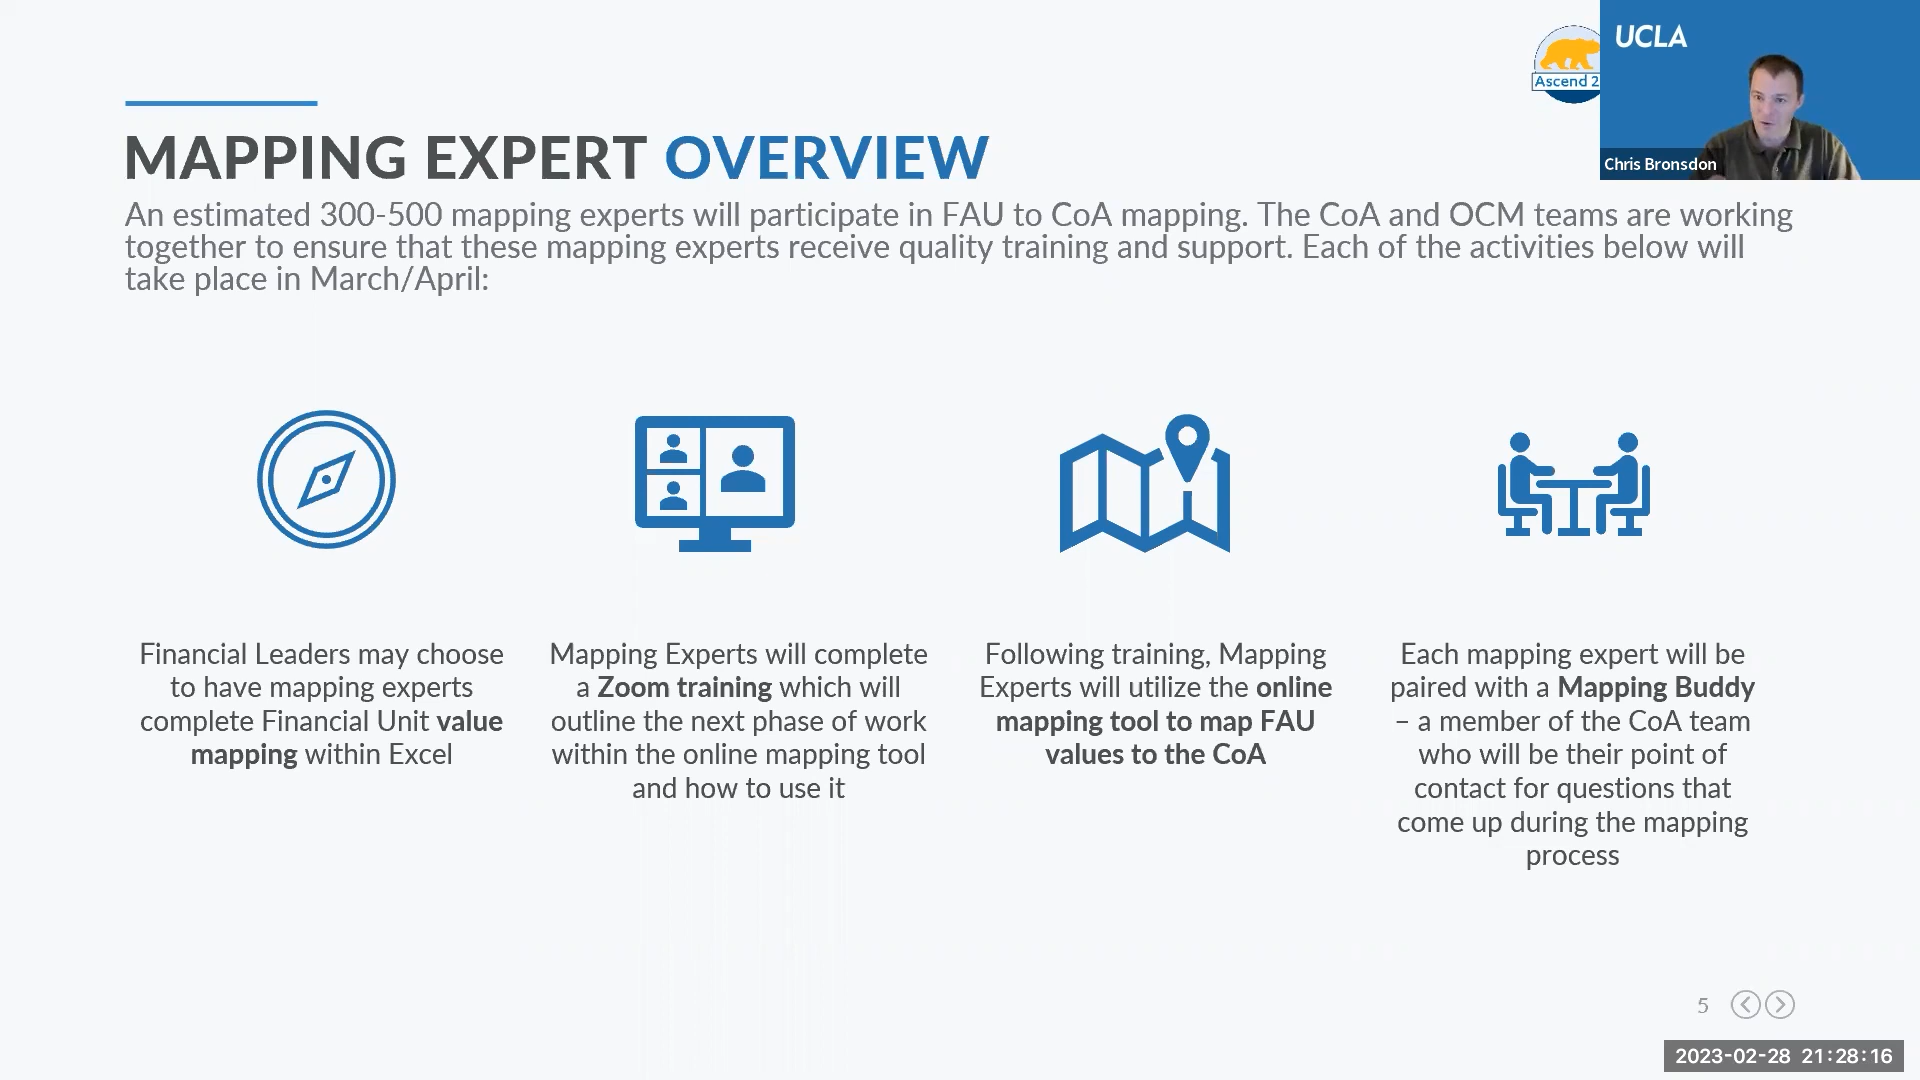 UCLA
Ascend 2
Chris Bronsdon
MAPPING EXPERT OVERVIEW
An estimated 300-500 mapping experts will participate in FAU to CoA mapping. The CoA and OCM teams are working
together to ensure that these mapping experts receive quality training and support. Each of the activities below will
take place in March/April:
Financial Leaders may choose
to have mapping experts
complete Financial Unit value
mapping within Excel
Mapping Experts will complete
a Zoom training which will
outline the next phase of work
within the online mapping tool
and how to use it
Following training, Mapping
Experts will utilize the online
mapping tool to map FAU
values to the CoA
Each mapping expert will be
paired with a Mapping Buddy
– a member of the CoA team
who will be their point of
contact for questions that
come up during the mapping
process
5
2023-02-28 21:28:16